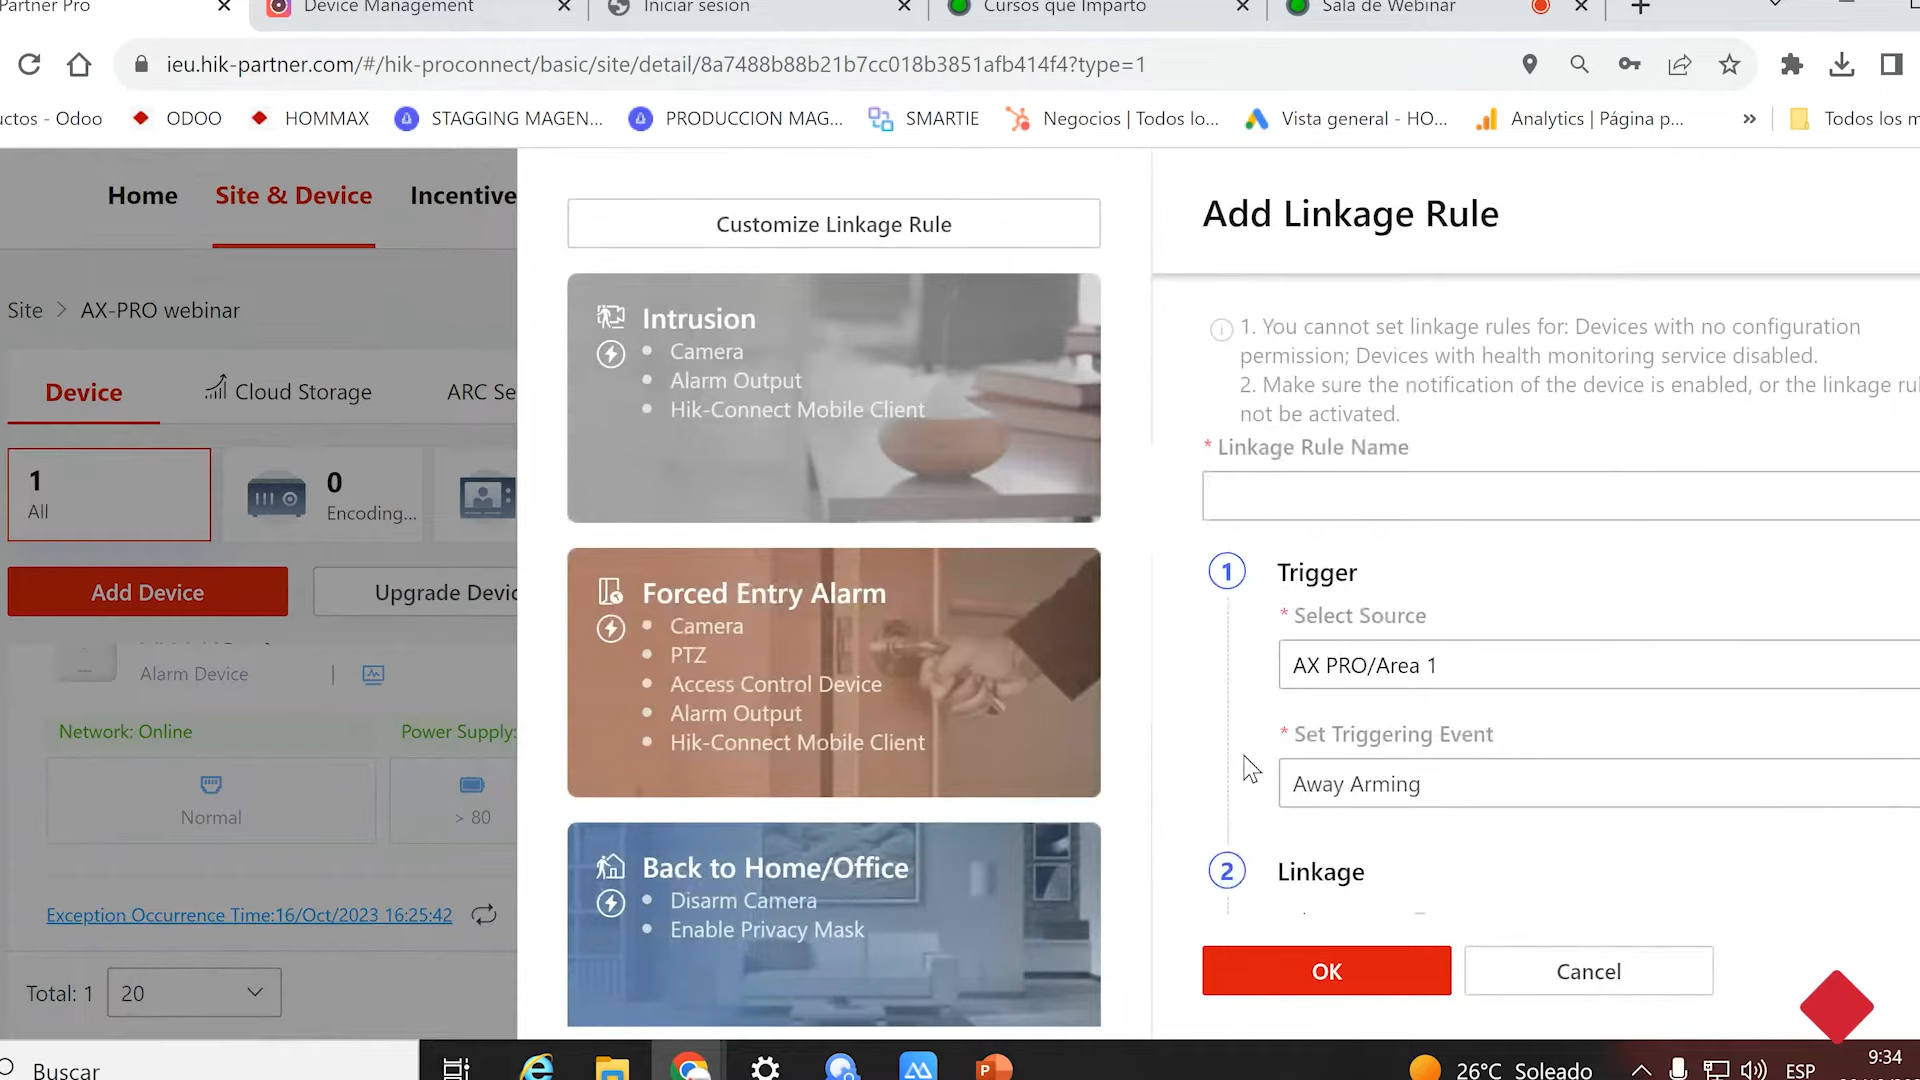 Partner Pro
Device Management
Iniciar sesión
Cursos que Imparto
Sala de Webinar
ieu.hik-partner.com/#/hik-proconnect/basic/site/detail/8a7488b88b21b7cc018b3851afb414f4?type=1
uctos - Odoo
ODOO
HOMMAX
STAGGING MAGEN...
PRODUCCION MAG...
SMARTIE
Negocios | Todos lo...
Vista general - HO...
Analytics | Página p...
»
Todos los m
Home
Site & Device
Incentive
Site > AX-PRO webinar
Device
Cloud Storage
ARC Se
1
All
0
Encoding...
Add Device
Upgrade Devic
Alarm Device
Network: Online
Power Supply:
Normal
> 80
Exception Occurrence Time:16/Oct/2023 16:25:42
Total: 1
20
Customize Linkage Rule
Intrusion
• Camera
• Alarm Output
• Hik-Connect Mobile Client
Forced Entry Alarm
• Camera
• PTZ
• Access Control Device
• Alarm Output
• Hik-Connect Mobile Client
Back to Home/Office
• Disarm Camera
• Enable Privacy Mask
Add Linkage Rule
1. You cannot set linkage rules for: Devices with no configuration
permission; Devices with health monitoring service disabled.
2. Make sure the notification of the device is enabled, or the linkage rul
not be activated.
* Linkage Rule Name
1
Trigger
* Select Source
AX PRO/Area 1
* Set Triggering Event
Away Arming
2
Linkage
OK
Cancel
Buscar
26°C Soleado
ESP
9:34